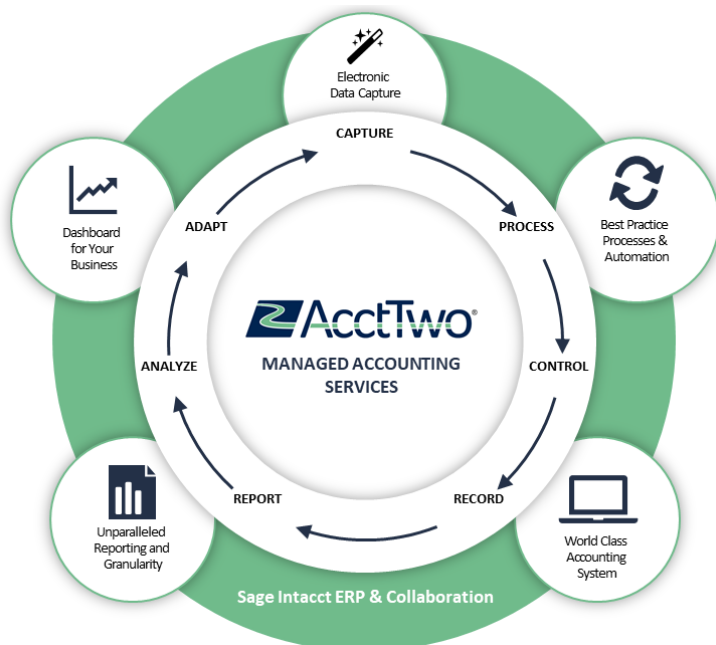 Electronic
Data Capture
CAPTURE
PROCESS
Best Practice
Processes &
Automation
CONTROL
World Class
Accounting
System
RECORD
REPORT
Unparalleled
Reporting and
Granularity
ANALYZE
ADAPT
Dashboard
for Your
Business
AcctTwo®
MANAGED ACCOUNTING
SERVICES
Sage Intacct ERP & Collaboration